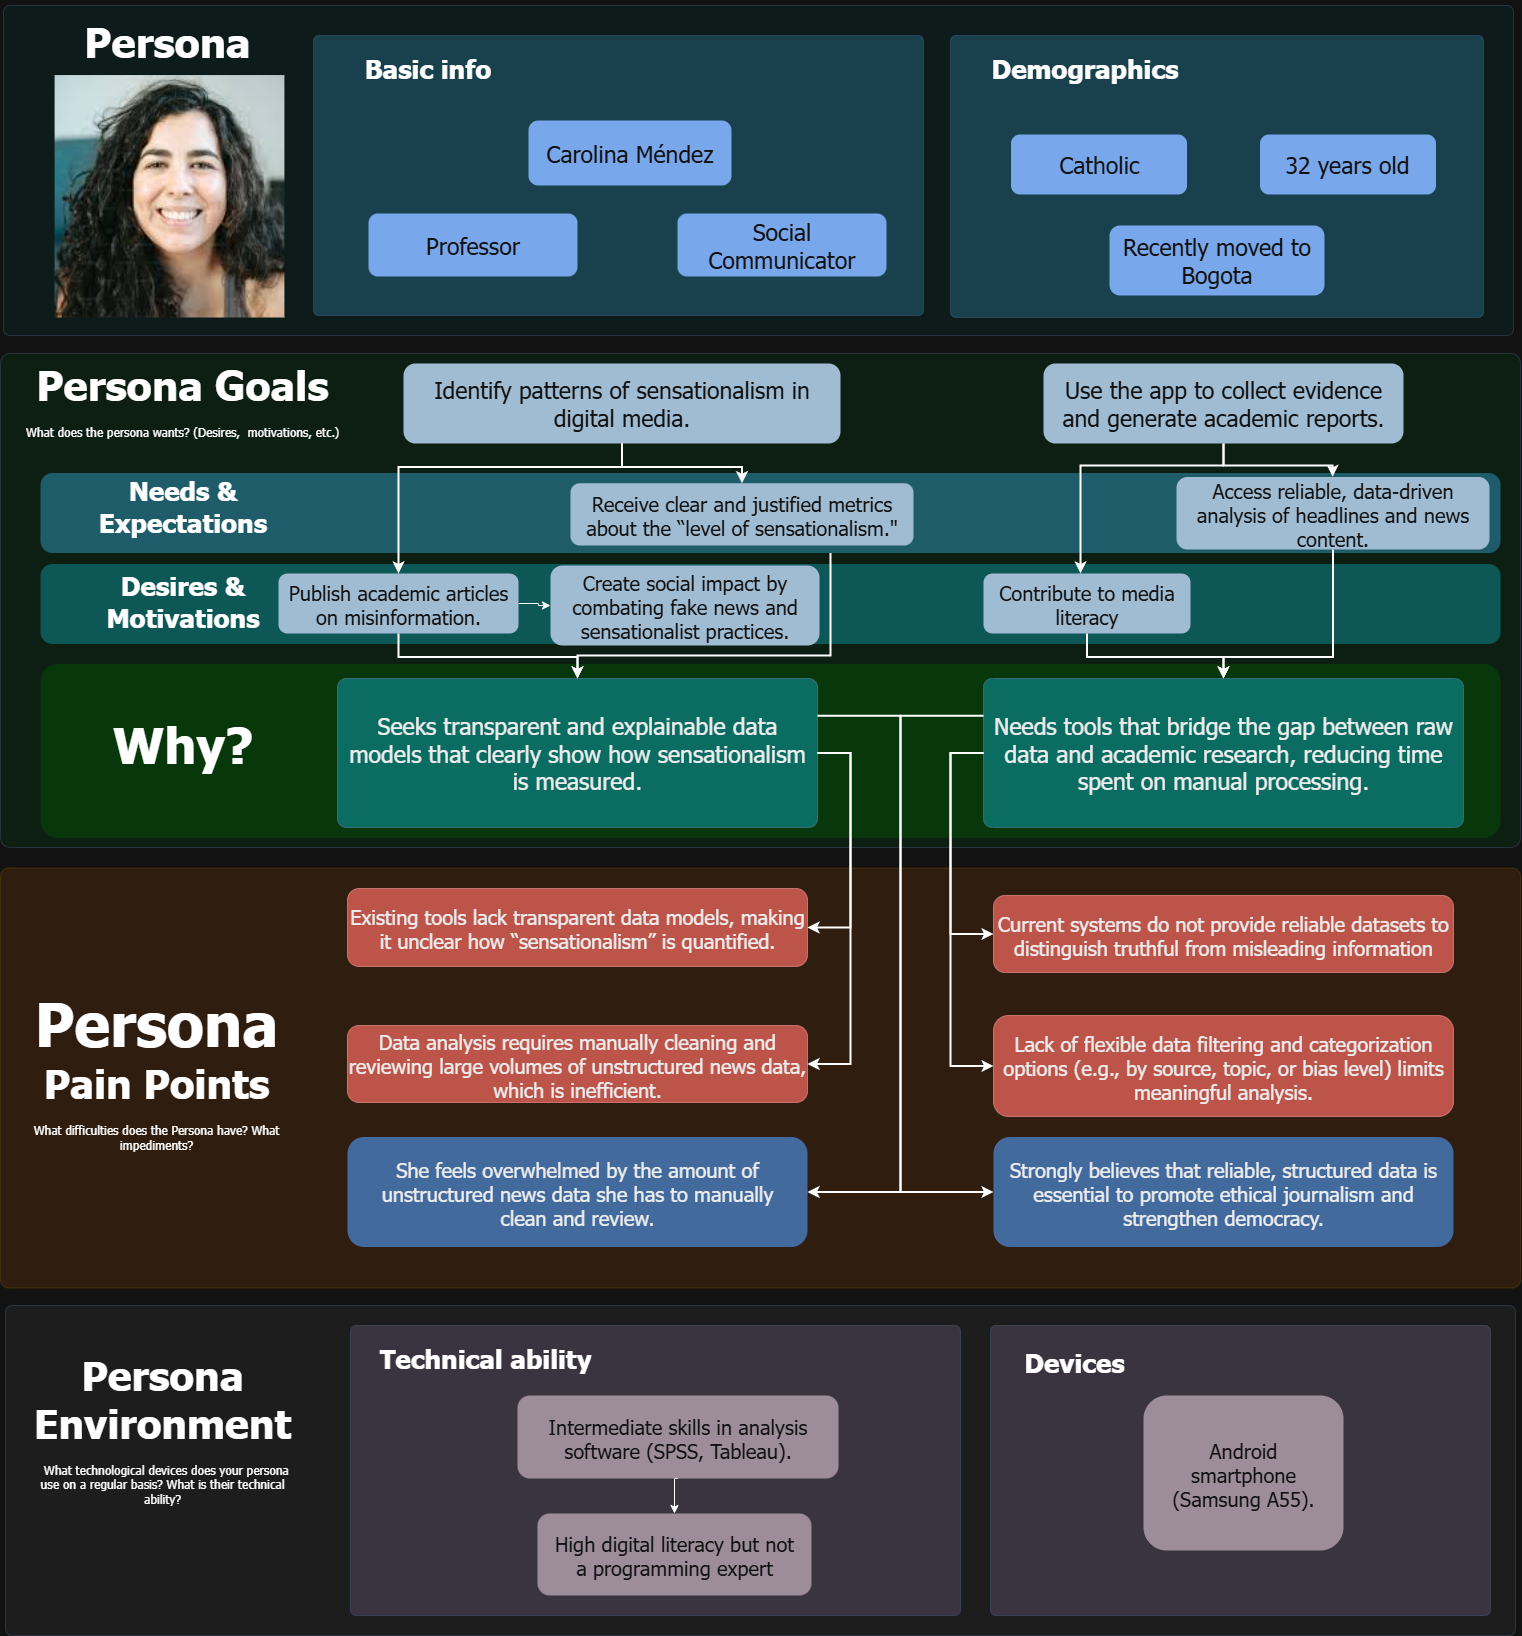 Persona
Basic info
Carolina Méndez
Professor
Social
Communicator
Demographics
Catholic
32 years old
Recently moved to
Bogota
Persona Goals
What does the persona wants? (Desires, motivations, etc.)
Identify patterns of sensationalism in
digital media.
Use the app to collect evidence
and generate academic reports.
Needs &
Expectations
Receive clear and justified metrics
about the “level of sensationalism."
Access reliable, data-driven
analysis of headlines and news
content.
Desires &
Motivations
Publish academic articles
on misinformation.
Create social impact by
combating fake news and
sensationalist practices.
Contribute to media
literacy
Why?
Seeks transparent and explainable data
models that clearly show how sensationalism
is measured.
Needs tools that bridge the gap between raw
data and academic research, reducing time
spent on manual processing.
Persona
Pain Points
What difficulties does the Persona have? What
impediments?
Existing tools lack transparent data models, making
it unclear how “sensationalism” is quantified.
Current systems do not provide reliable datasets to
distinguish truthful from misleading information
Data analysis requires manually cleaning and
reviewing large volumes of unstructured news data,
which is inefficient.
Lack of flexible data filtering and categorization
options (e.g., by source, topic, or bias level) limits
meaningful analysis.
She feels overwhelmed by the amount of
unstructured news data she has to manually
clean and review.
Strongly believes that reliable, structured data is
essential to promote ethical journalism and
strengthen democracy.
Persona
Environment
What technological devices does your persona
use on a regular basis? What is their technical
ability?
Technical ability
Intermediate skills in analysis
software (SPSS, Tableau).
High digital literacy but not
a programming expert
Devices
Android
smartphone
(Samsung A55).